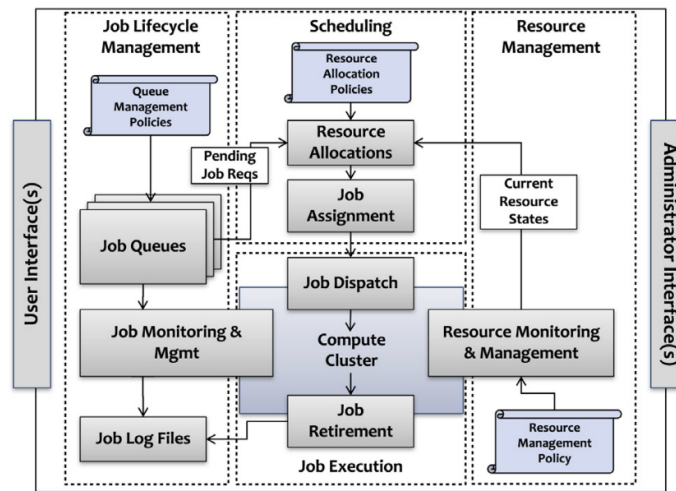 Job Lifecycle
Management
Scheduling
Resource
Management
Queue
Management
Policies
Resource
Allocation
Policies
Pending
Job Reqs
Resource
Allocations
Job
Assignment
Current
Resource
States
Job Queues
Job Dispatch
Job Monitoring &
Mgmt
Compute
Cluster
Resource Monitoring
& Management
Job Log Files
Job
Retirement
Resource
Management
Policy
Job Execution
User Interface(s)
Administrator Interface(s)